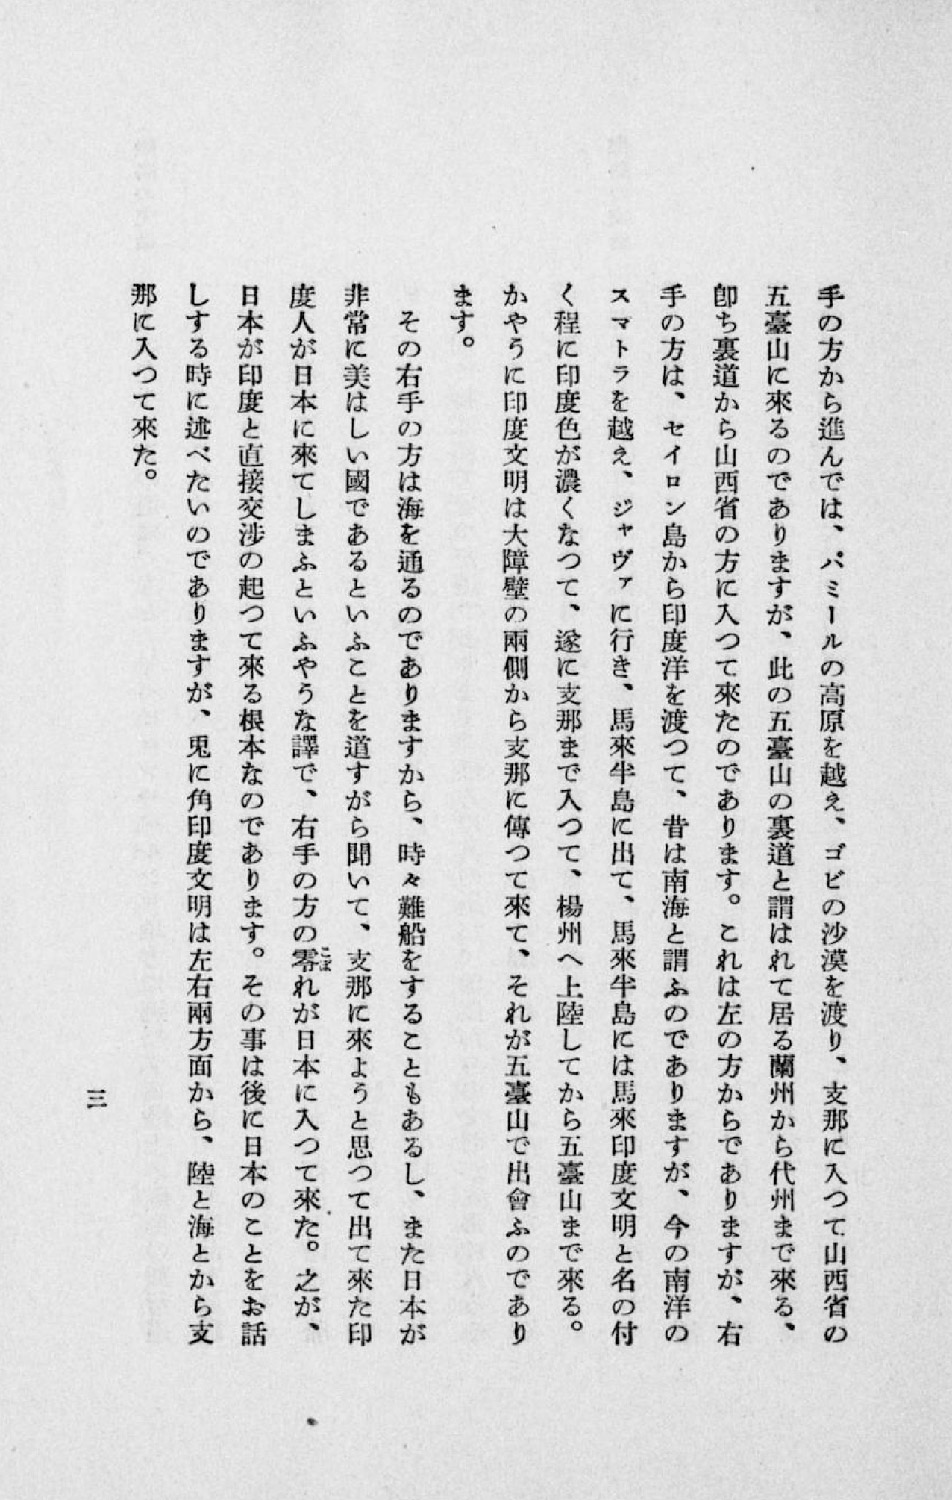 手の方から進んでは、パミールの高原を越え、ゴビの沙漠を渡り、支那に入つて山西省の
五臺山に來るのでありますが、此の五臺山の裏道と謂はれて居る蘭州から代州まで來る、
卽ち裏道から山西省の方に入つて來たのであります。これは左の方からでありますが、右
手の方は、セイロン島から印度洋を渡つて、昔は南海と謂ふのでありますが、今の南洋の
スマトラを越え、ジャヴァに行き、馬來半島に出て、馬來半島には馬來印度文明と名の付
く程に印度色が濃くなつて、遂に支那まで入つて、楊州へ上陸してから五臺山まで來る。
かやうに印度文明は大障壁の兩側から支那に傳つて來て、それが五臺山で出會ふのであり
ます。
その右手の方は海を通るのでありますから、時々難船をすることもあるし、また日本が
非常に美はしい國であるといふことを道すがら聞いて、支那に來ようと思つて出て來た印
度人が日本に來てしまふといふやうな譯で、右手の方の零こぼれが日本に入つて來た。之が、
日本が印度と直接交渉の起つて來る根本なのであります。その事は後に日本のことをお話
しする時に述べたいのでありますが、兎に角印度文明は左右兩方面から、陸と海とから支
那に入つて來た。
三